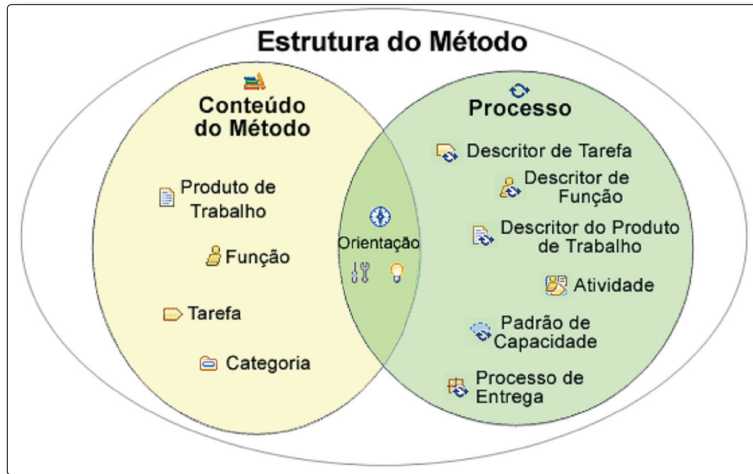 Estrutura do Método
Conteúdo
do Método
Produto de
Trabalho
Função
Tarefa
Categoria
Orientação
Processo
Descritor de Tarefa
Descritor de
Função
Descritor do Produto
de Trabalho
Atividade
Padrão de
Capacidade
Processo de
Entrega